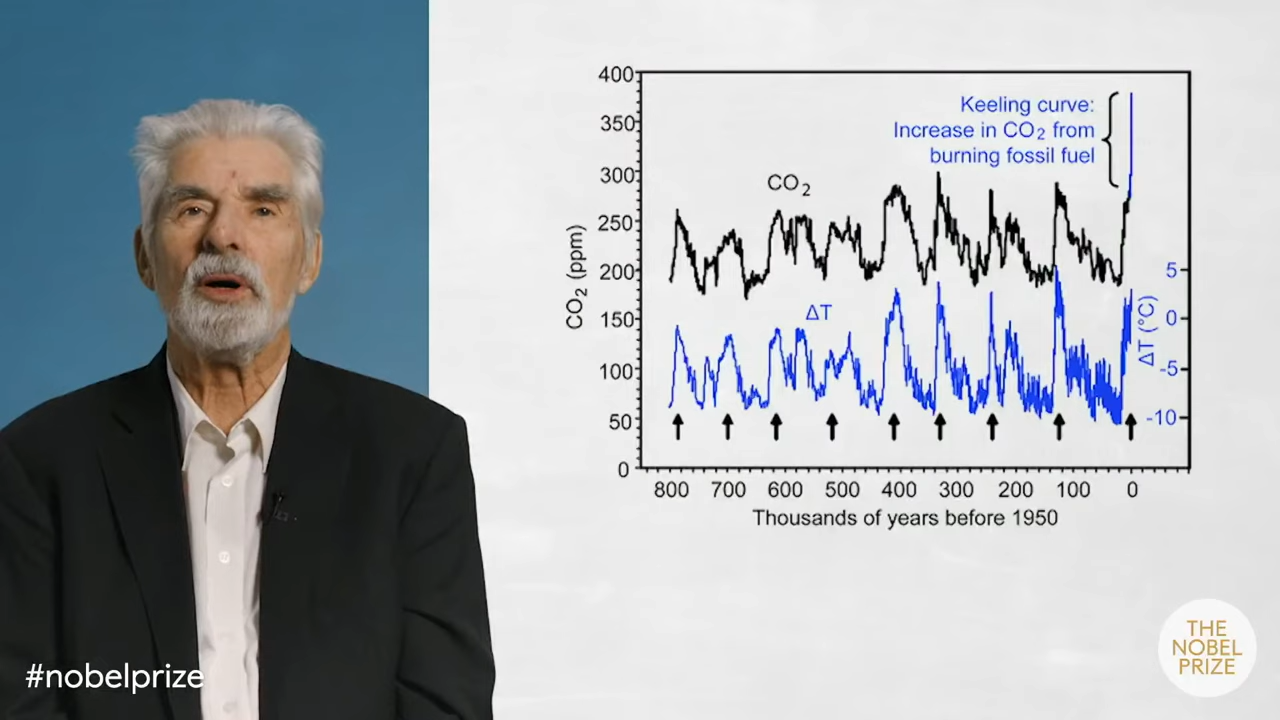 400
350
300
250
200
150
100
50
0
CO2 (ppm)
Keeling curve:
Increase in CO2 from
burning fossil fuel
CO2
ΔT
5
0
-5
-10
ΔT (°C)
800 700 600 500 400 300 200 100 0
Thousands of years before 1950
#nobelprize
THE
NOBEL
PRIZE